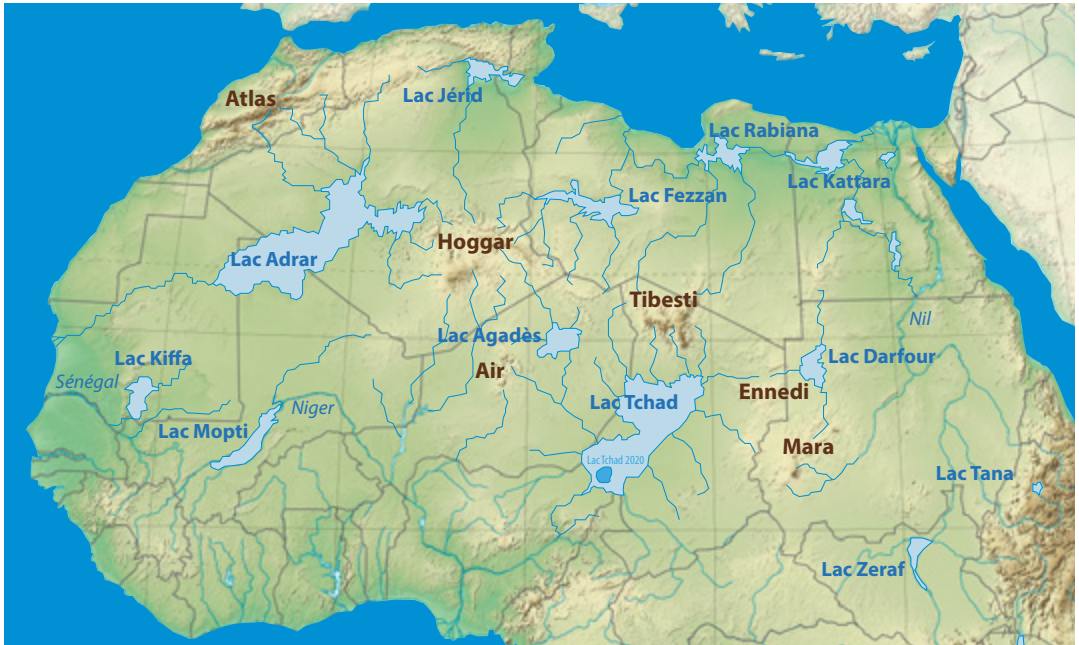 Atlas
Lac Jérid
Lac Rabiana
Lac Kattara
Lac Fezzan
Hoggar
Lac Adrar
Tibesti
Nil
Lac Agadès
Lac Kiffa
Lac Darfour
Air
Sénégal
Ennedi
Lac Tchad
Niger
Lac Mopti
Mara
Lac Tchad 2020
Lac Tana
Lac Zeraf